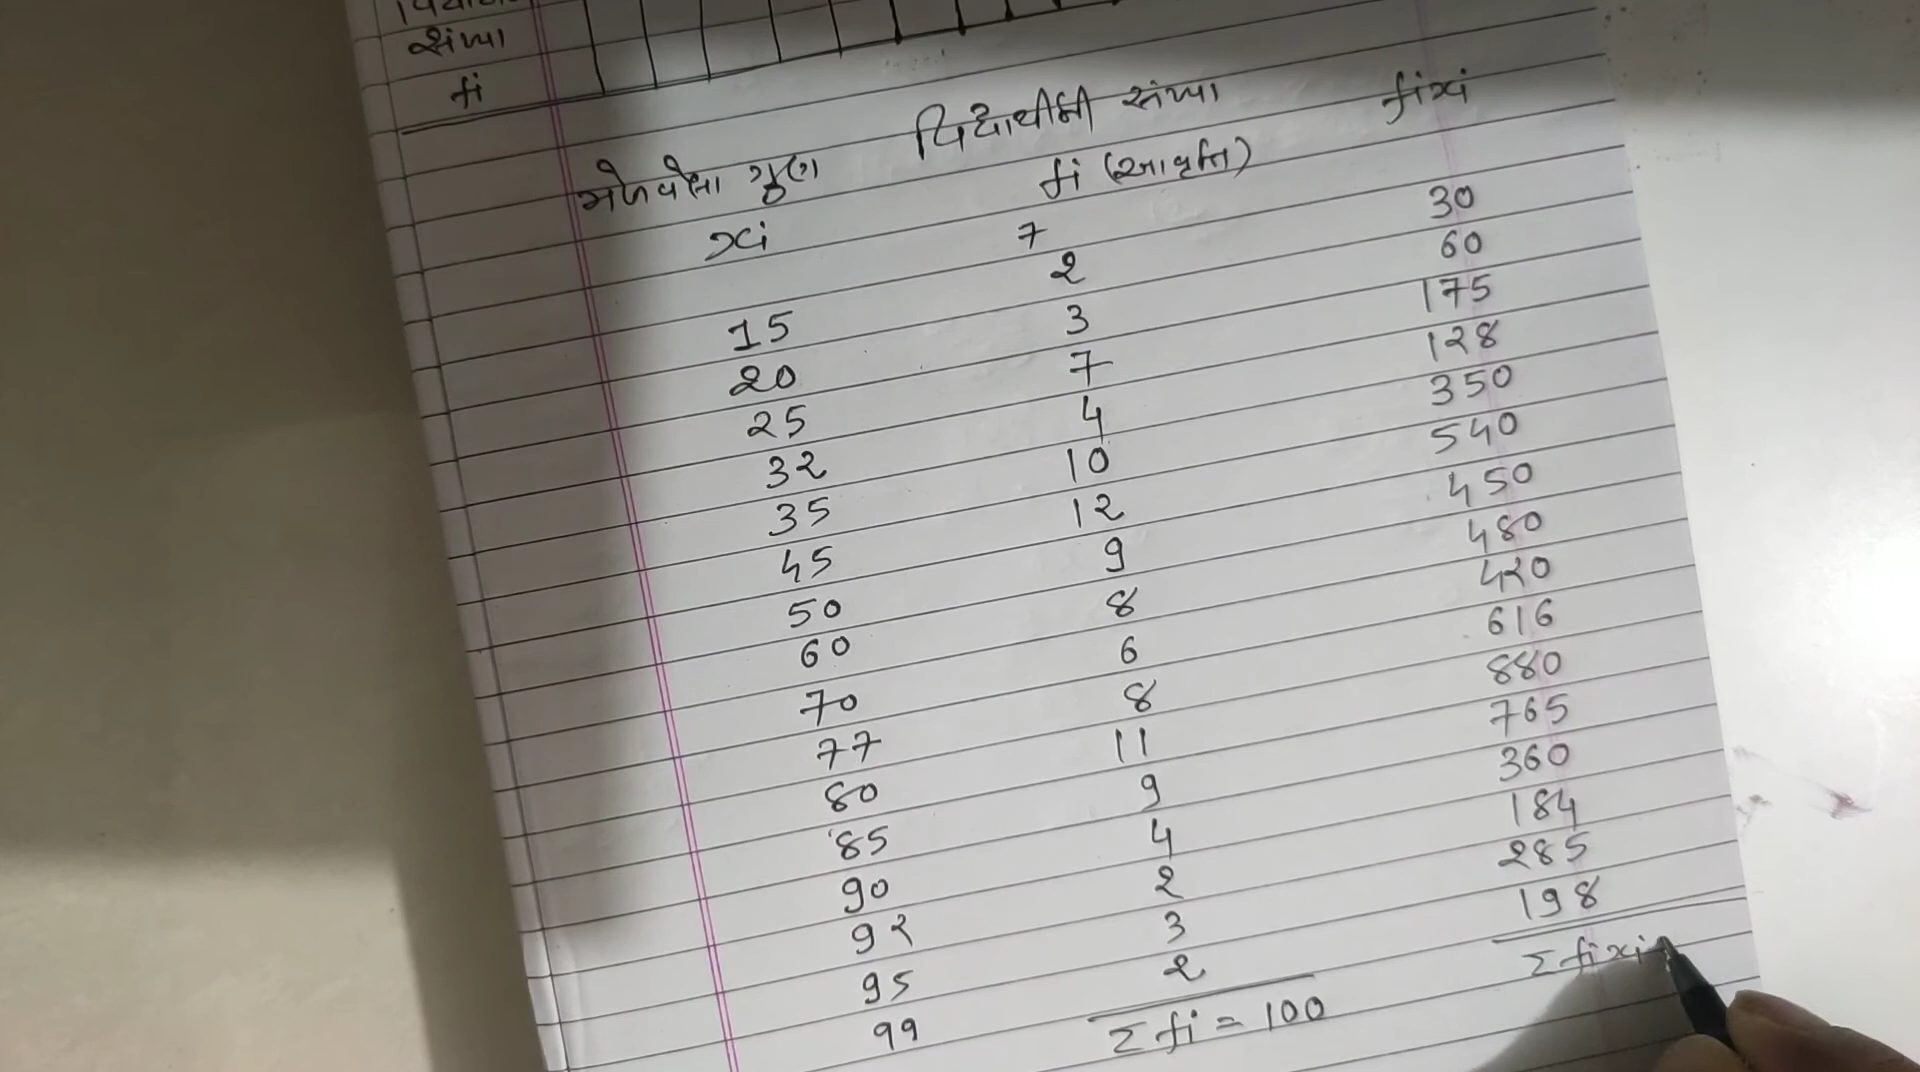 સંખ્યા
fi
મેળવેલા ગુણ વિદ્યાર્થીની સંખ્યા fixi
xi fi (આવૃત્તિ)
7
15 2 30
20 3 60
25 7 175
32 4 128
35 10 350
45 12 540
50 9 450
60 8 480
70 6 420
77 8 616
80 11 880
85 9 765
90 4 360
92 2 184
95 3 285
99 2 198
Σfi = 100 Σfixi